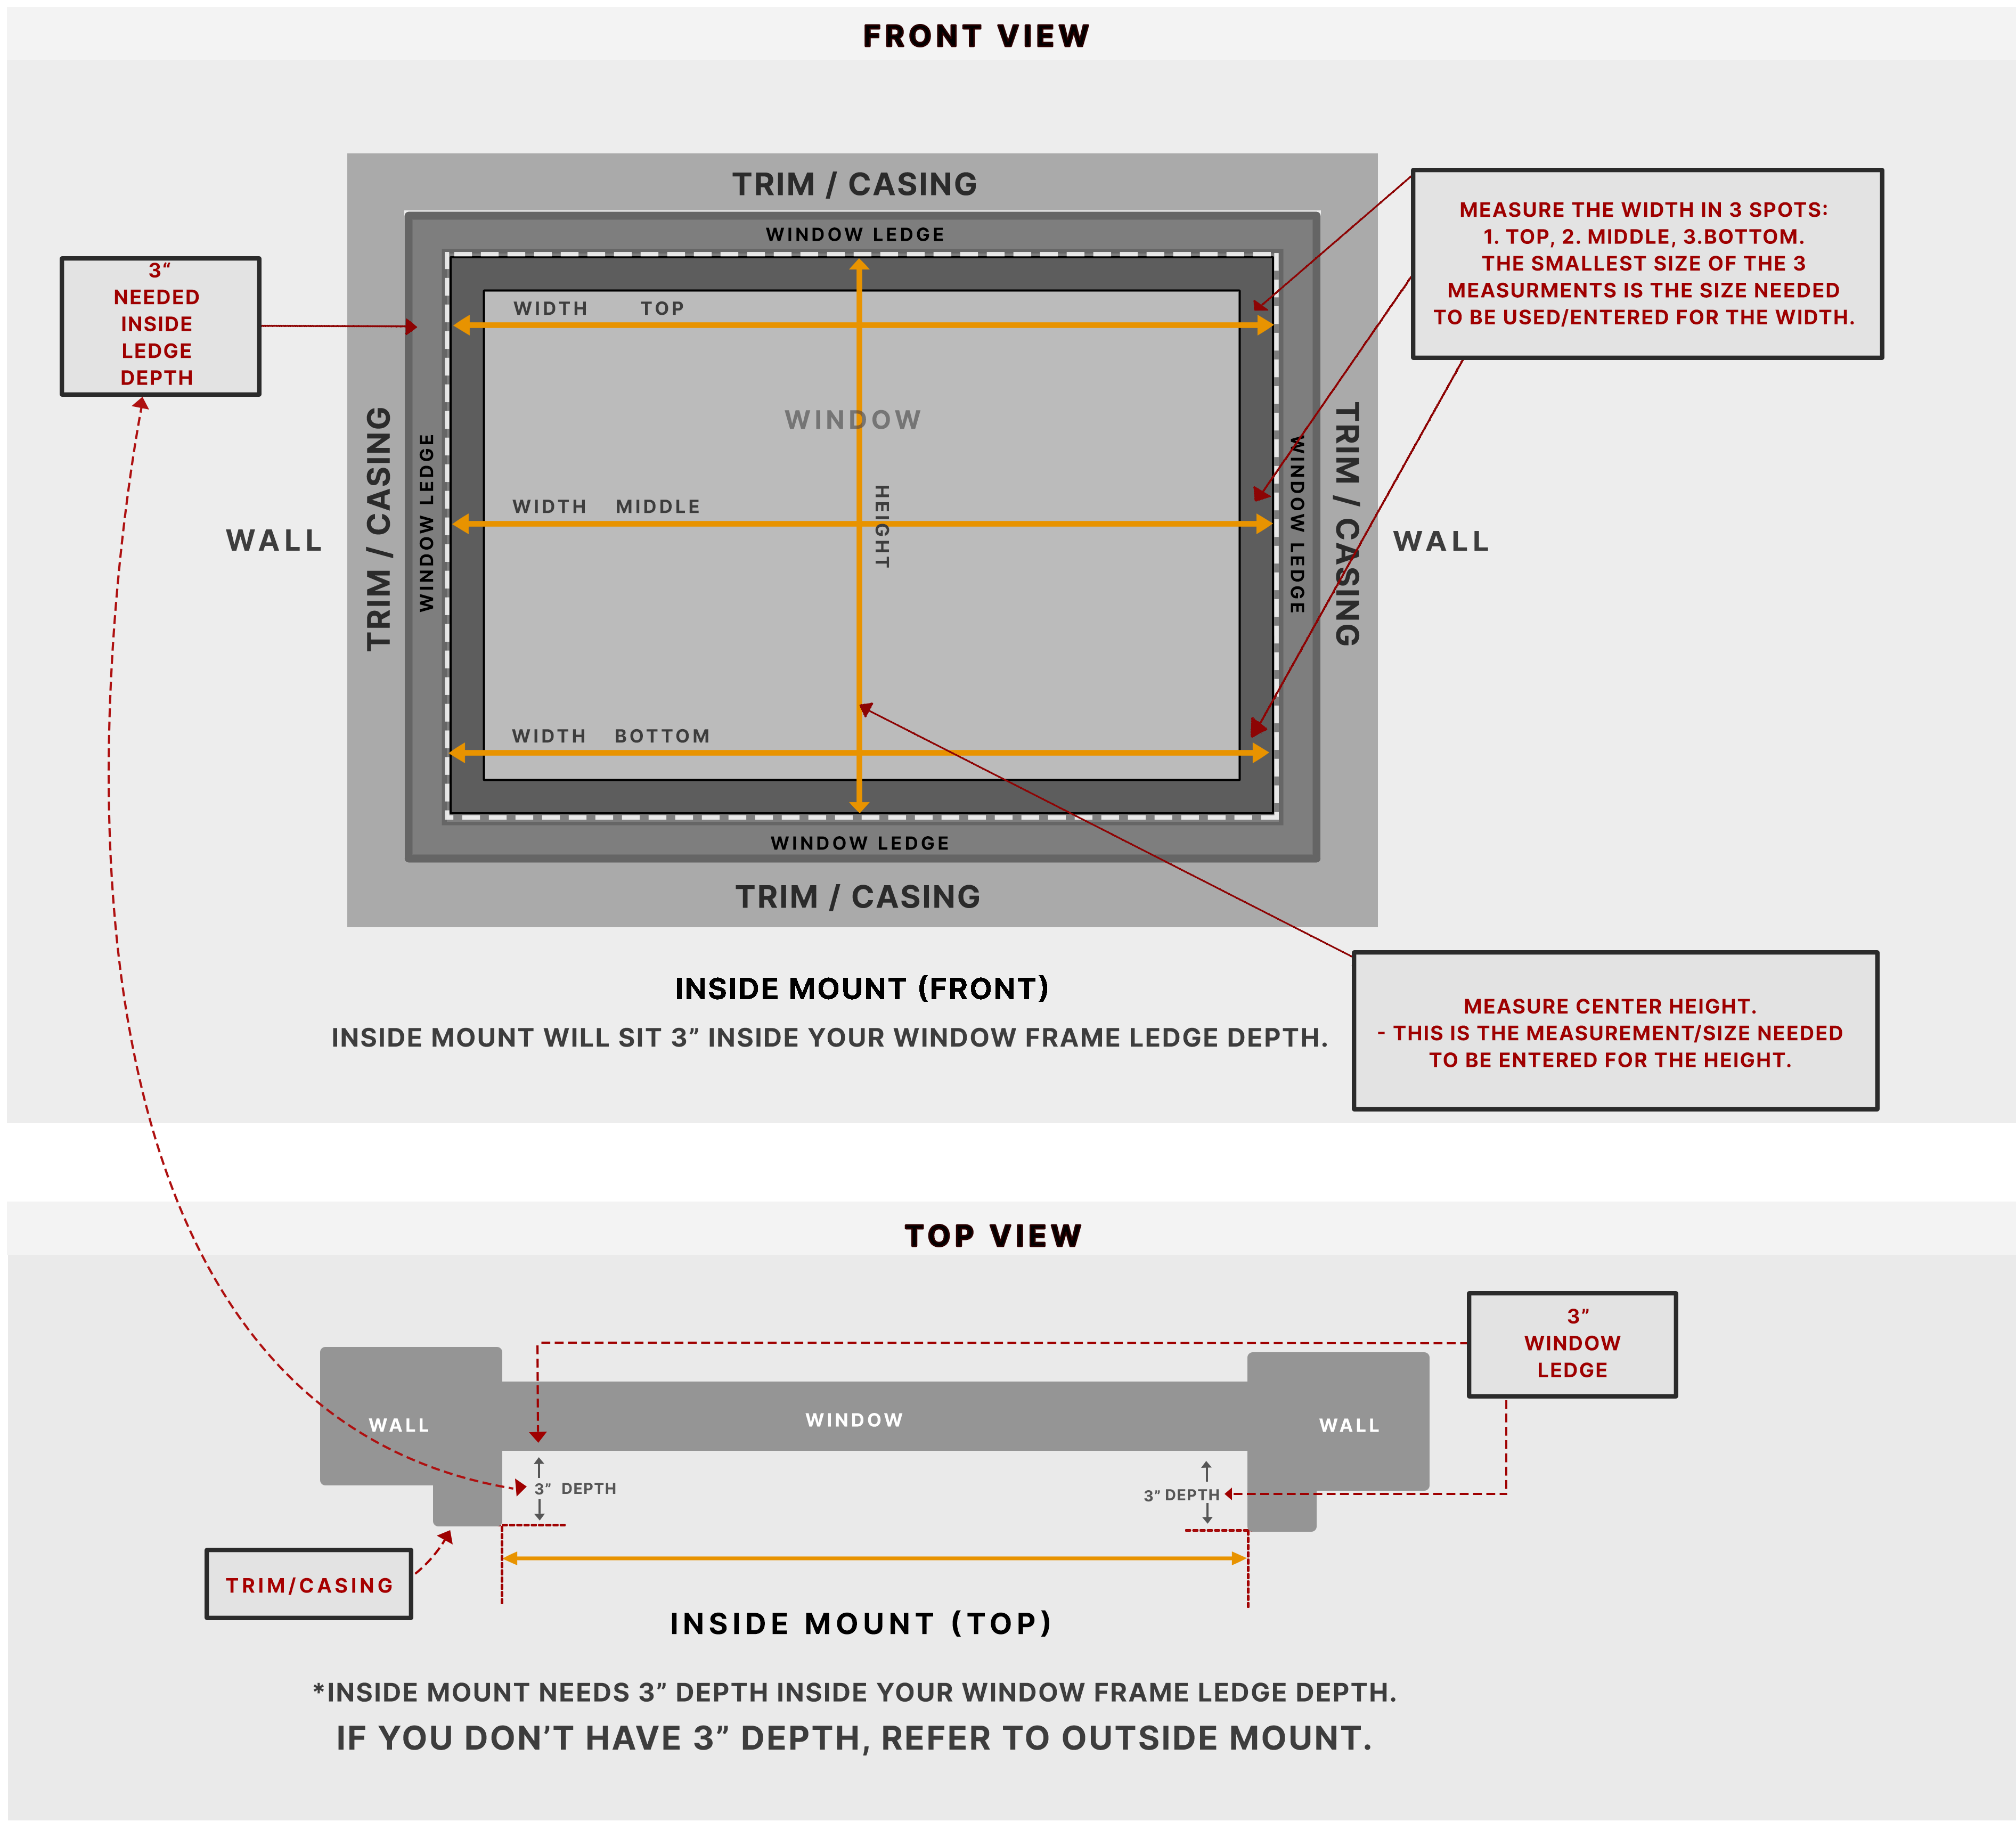 FRONT VIEW
TRIM / CASING
WINDOW LEDGE
3“
NEEDED
INSIDE
LEDGE
DEPTH
MEASURE THE WIDTH IN 3 SPOTS:
1. TOP, 2. MIDDLE, 3.BOTTOM.
THE SMALLEST SIZE OF THE 3
MEASURMENTS IS THE SIZE NEEDED
TO BE USED/ENTERED FOR THE WIDTH.
WIDTH TOP
WINDOW
WALL
TRIM / CASING
WINDOW LEDGE
WIDTH MIDDLE
HEIGHT
WINDOW LEDGE
TRIM / CASING
WALL
WIDTH BOTTOM
WINDOW LEDGE
TRIM / CASING
INSIDE MOUNT (FRONT)
INSIDE MOUNT WILL SIT 3” INSIDE YOUR WINDOW FRAME LEDGE DEPTH.
MEASURE CENTER HEIGHT.
- THIS IS THE MEASUREMENT/SIZE NEEDED
TO BE ENTERED FOR THE HEIGHT.
TOP VIEW
3”
WINDOW
LEDGE
WALL
WINDOW
WALL
3” DEPTH
3” DEPTH
TRIM/CASING
INSIDE MOUNT (TOP)
*INSIDE MOUNT NEEDS 3” DEPTH INSIDE YOUR WINDOW FRAME LEDGE DEPTH.
IF YOU DON’T HAVE 3” DEPTH, REFER TO OUTSIDE MOUNT.